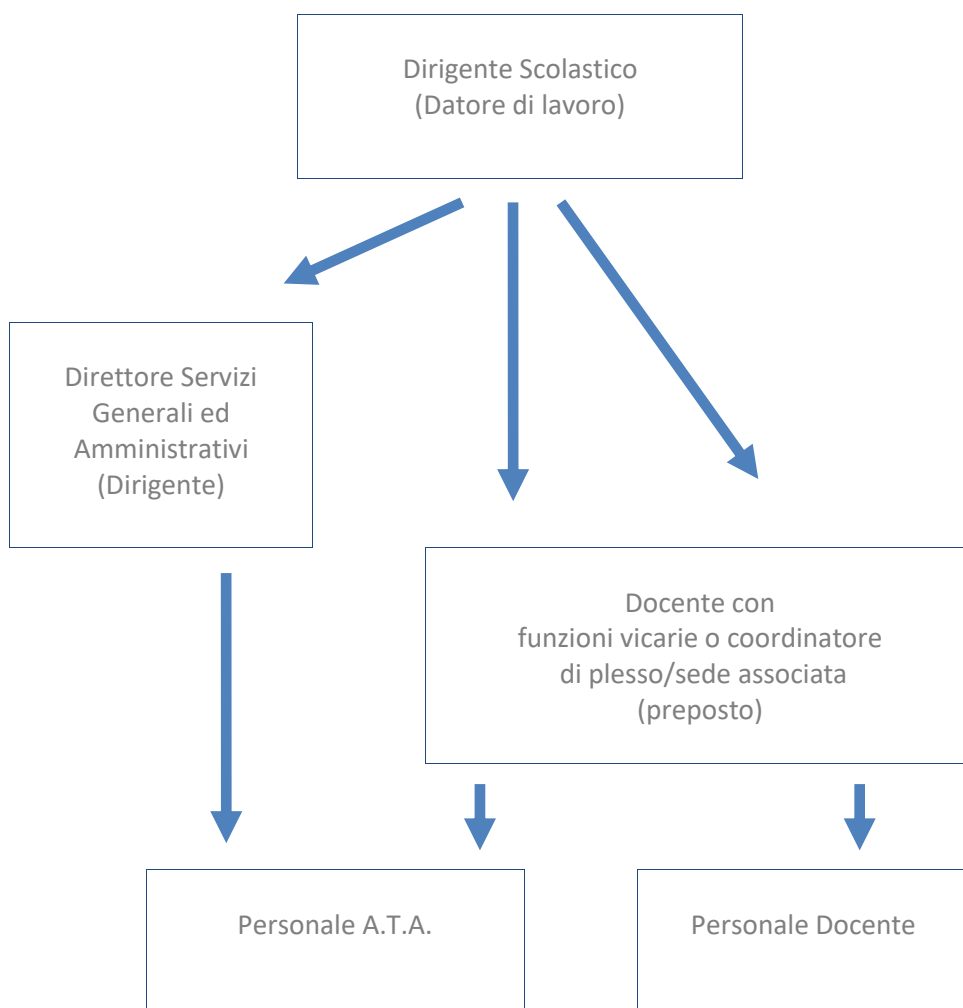 Dirigente Scolastico
(Datore di lavoro)
Direttore Servizi
Generali ed
Amministrativi
(Dirigente)
Docente con
funzioni vicarie o coordinatore
di plesso/sede associata
(preposto)
Personale A.T.A.
Personale Docente